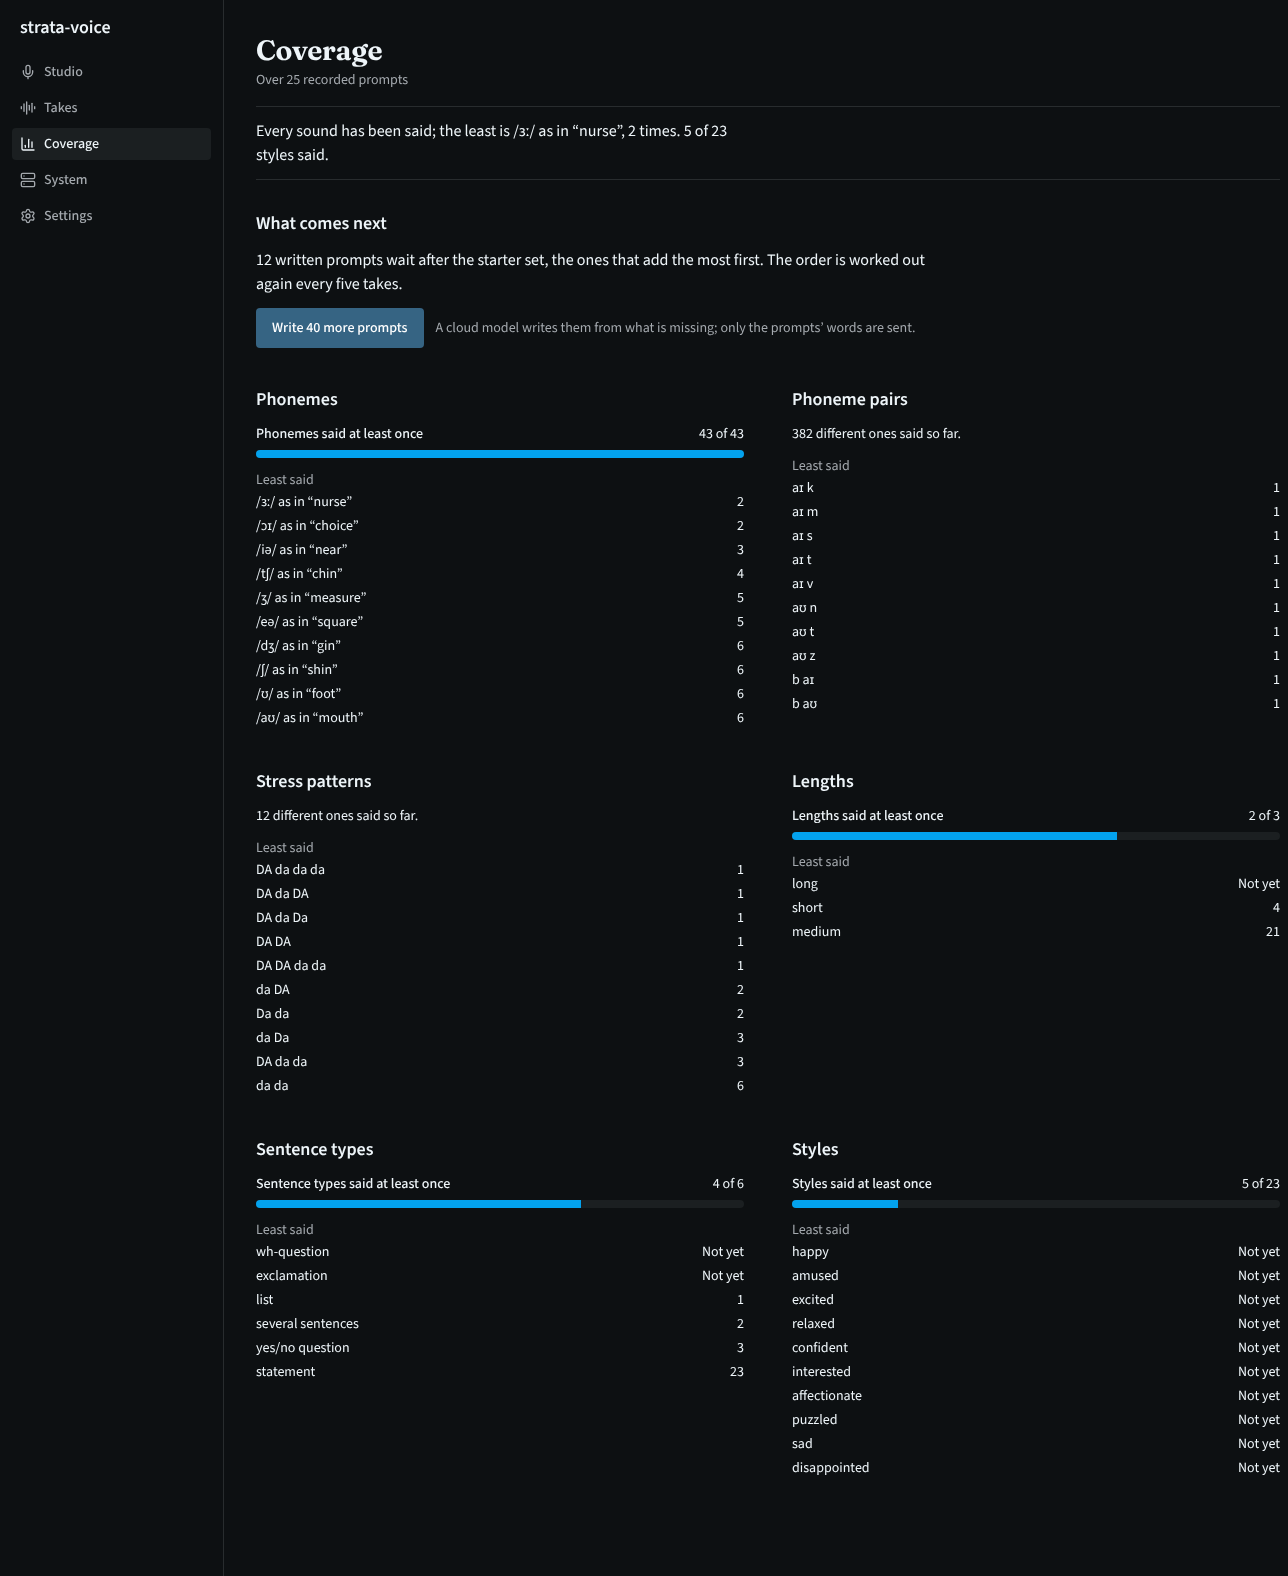 strata-voice
Studio
Takes
Coverage
System
Settings
Coverage
Over 25 recorded prompts
Every sound has been said; the least is /ɜː/ as in “nurse”, 2 times. 5 of 23
styles said.
What comes next
12 written prompts wait after the starter set, the ones that add the most first. The order is worked out
again every five takes.
Write 40 more prompts
A cloud model writes them from what is missing; only the prompts’ words are sent.
Phonemes
Phonemes said at least once 43 of 43
Least said
/ɜː/ as in “nurse” 2
/ɔɪ/ as in “choice” 2
/iə/ as in “near” 3
/tʃ/ as in “chin” 4
/ʒ/ as in “measure” 5
/eə/ as in “square” 5
/dʒ/ as in “gin” 6
/ʃ/ as in “shin” 6
/ʊ/ as in “foot” 6
/aʊ/ as in “mouth” 6
Phoneme pairs
382 different ones said so far.
Least said
aɪ k 1
aɪ m 1
aɪ s 1
aɪ t 1
aɪ v 1
aʊ n 1
aʊ t 1
aʊ z 1
b aɪ 1
b aʊ 1
Stress patterns
12 different ones said so far.
Least said
DA da da da 1
DA da DA 1
DA da Da 1
DA DA 1
DA DA da da 1
da DA 2
Da da 2
da Da 3
DA da da 3
da da 6
Lengths
Lengths said at least once 2 of 3
Least said
long Not yet
short 4
medium 21
Sentence types
Sentence types said at least once 4 of 6
Least said
wh-question Not yet
exclamation Not yet
list 1
several sentences 2
yes/no question 3
statement 23
Styles
Styles said at least once 5 of 23
Least said
happy Not yet
amused Not yet
excited Not yet
relaxed Not yet
confident Not yet
interested Not yet
affectionate Not yet
puzzled Not yet
sad Not yet
disappointed Not yet